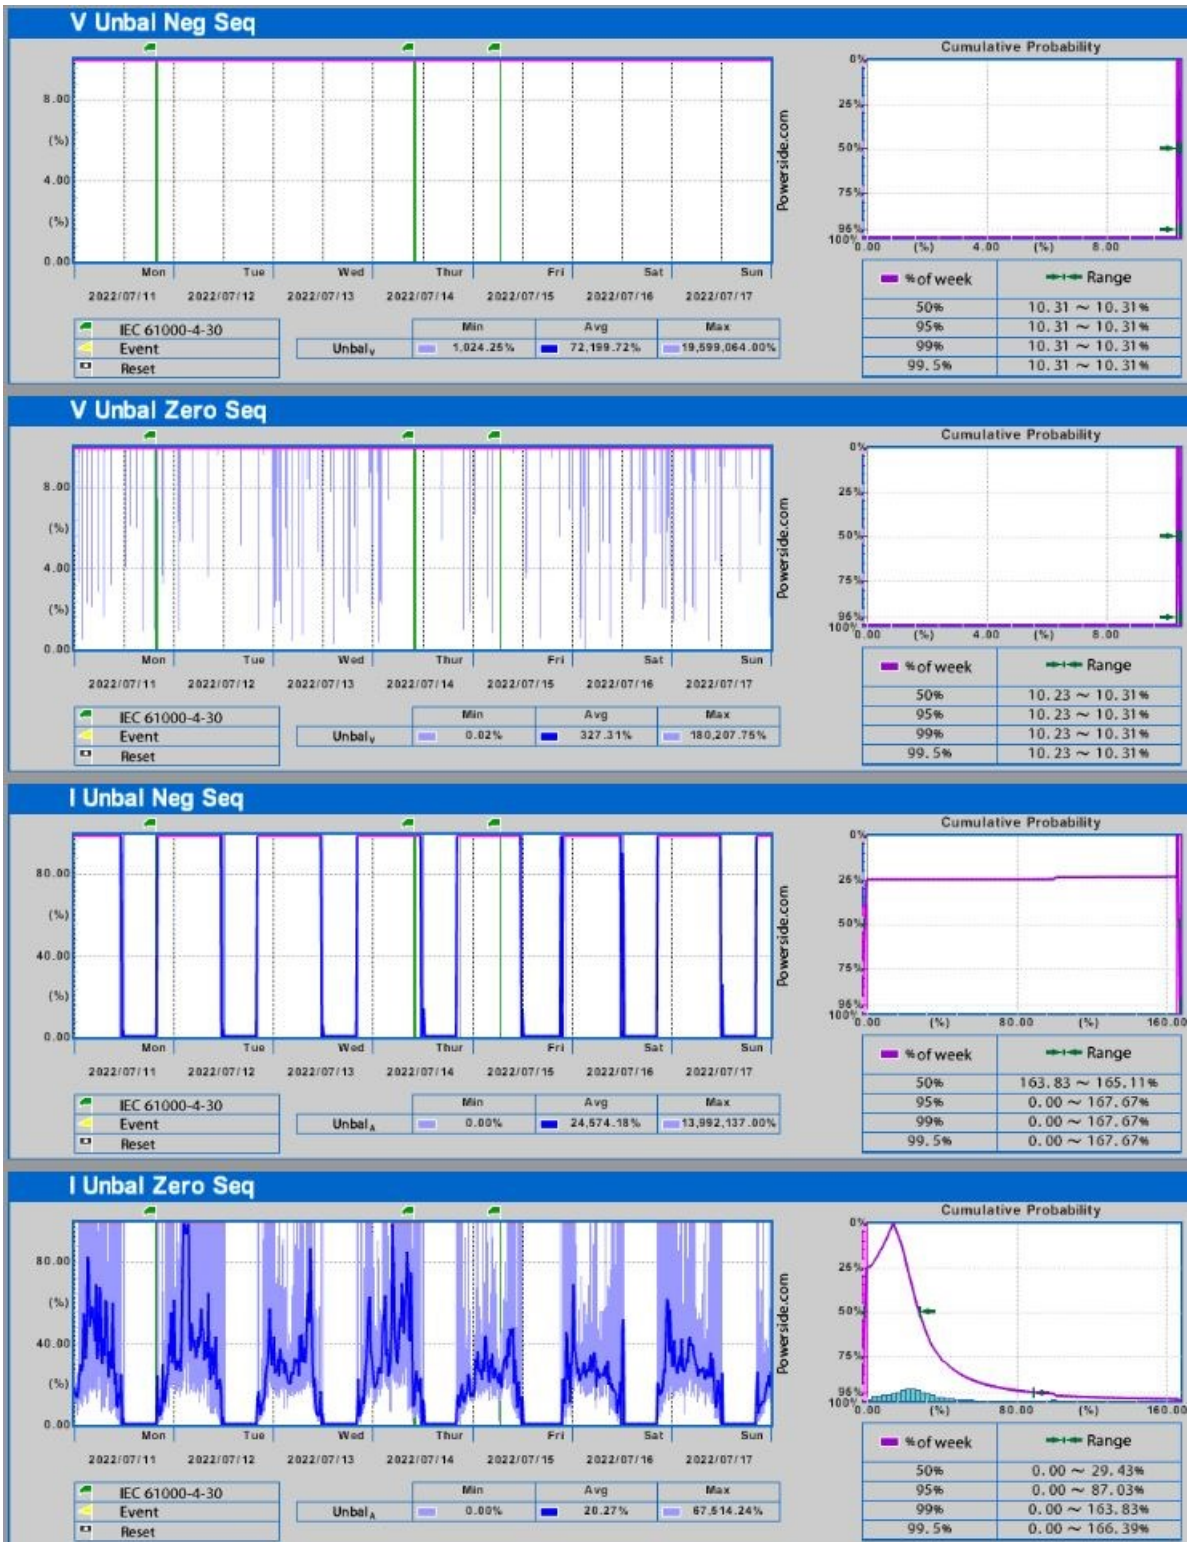 V Unbal Neg Seq
Cumulative Probability
8.00
(%)
4.00
(%)
0.00
Mon Tue Wed Thur Fri Sat Sun
2022/07/11 2022/07/12 2022/07/13 2022/07/14 2022/07/15 2022/07/16 2022/07/17
Powerside.com
0%
25%
50%
75%
95%
100%
0.00 (%) 4.00 (%) 8.00
IEC 61000-4-30
Event
Reset
Min Avg Max
Unbalv 1,024.25% 72,199.72% 19,599,064.00%
% of week Range
50% 10.31 ~ 10.31%
95% 10.31 ~ 10.31%
99% 10.31 ~ 10.31%
99.5% 10.31 ~ 10.31%
V Unbal Zero Seq
Cumulative Probability
8.00
(%)
4.00
(%)
0.00
Mon Tue Wed Thur Fri Sat Sun
2022/07/11 2022/07/12 2022/07/13 2022/07/14 2022/07/15 2022/07/16 2022/07/17
Powerside.com
0%
25%
50%
75%
95%
100%
0.00 (%) 4.00 (%) 8.00
IEC 61000-4-30
Event
Reset
Min Avg Max
Unbalv 0.02% 327.31% 180,207.75%
% of week Range
50% 10.23 ~ 10.31%
95% 10.23 ~ 10.31%
99% 10.23 ~ 10.31%
99.5% 10.23 ~ 10.31%
I Unbal Neg Seq
Cumulative Probability
80.00
(%)
40.00
(%)
0.00
Mon Tue Wed Thur Fri Sat Sun
2022/07/11 2022/07/12 2022/07/13 2022/07/14 2022/07/15 2022/07/16 2022/07/17
Powerside.com
0%
25%
50%
75%
95%
100%
0.00 (%) 80.00 (%) 160.00
IEC 61000-4-30
Event
Reset
Min Avg Max
UnbalA 0.00% 24,574.18% 13,992,137.00%
% of week Range
50% 163.83 ~ 165.11%
95% 0.00 ~ 167.67%
99% 0.00 ~ 167.67%
99.5% 0.00 ~ 167.67%
I Unbal Zero Seq
Cumulative Probability
80.00
(%)
40.00
(%)
0.00
Mon Tue Wed Thur Fri Sat Sun
2022/07/11 2022/07/12 2022/07/13 2022/07/14 2022/07/15 2022/07/16 2022/07/17
Powerside.com
0%
25%
50%
75%
95%
100%
0.00 (%) 80.00 (%) 160.00
IEC 61000-4-30
Event
Reset
Min Avg Max
UnbalA 0.00% 20.27% 67,514.24%
% of week Range
50% 0.00 ~ 29.43%
95% 0.00 ~ 87.03%
99% 0.00 ~ 163.83%
99.5% 0.00 ~ 166.39%